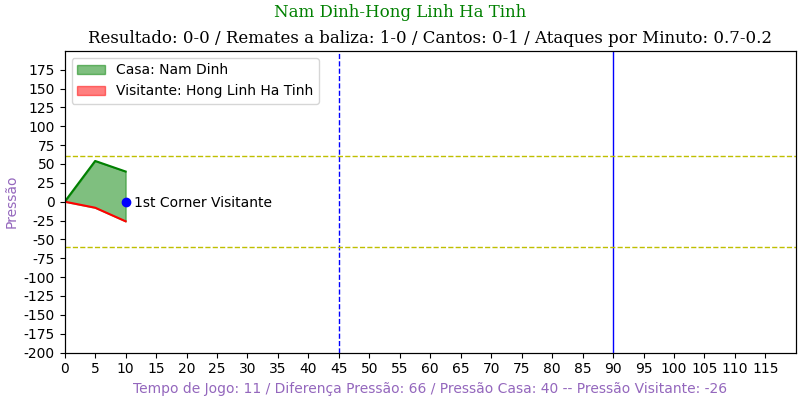 Nam Dinh-Hong Linh Ha Tinh
Resultado: 0-0 / Remates a baliza: 1-0 / Cantos: 0-1 / Ataques por Minuto: 0.7-0.2
Casa: Nam Dinh
Visitante: Hong Linh Ha Tinh
Pressão
175
150
125
100
75
50
25
0
-25
-50
-75
-100
-125
-150
-175
-200
1st Corner Visitante
0 5 10 15 20 25 30 35 40 45 50 55 60 65 70 75 80 85 90 95 100 105 110 115
Tempo de Jogo: 11 / Diferença Pressão: 66 / Pressão Casa: 40 -- Pressão Visitante: -26